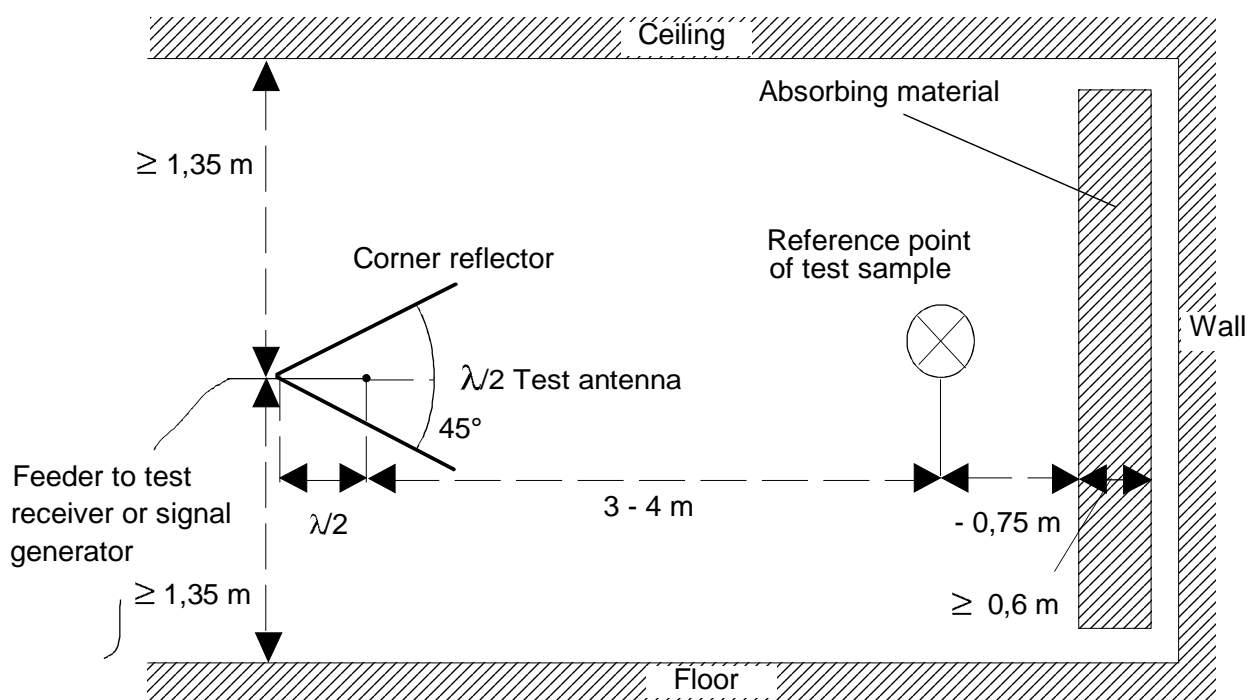 Ceiling
Absorbing material
≥ 1,35 m
Reference point
of test sample
Corner reflector
Wall
λ/2 Test antenna
45°
Feeder to test
receiver or signal
generator
λ/2
3 - 4 m
- 0,75 m
≥ 1,35 m
≥ 0,6 m
Floor